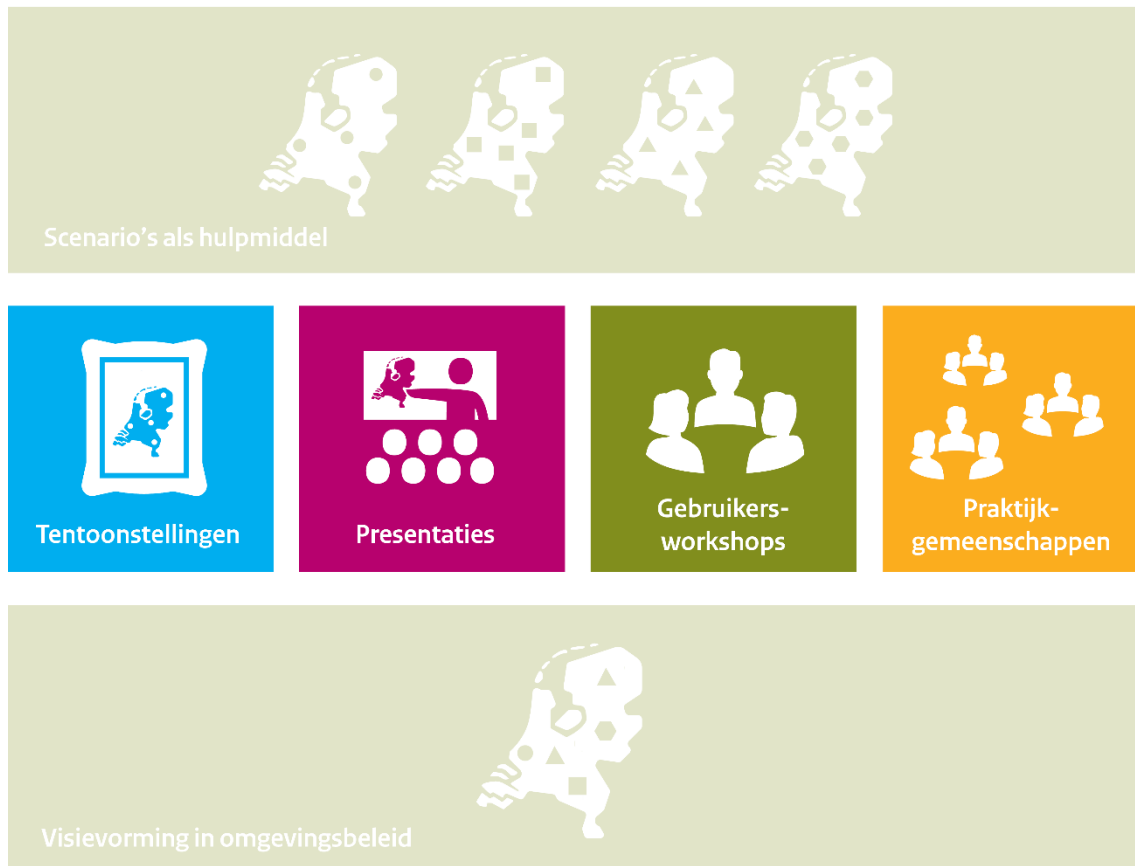 Scenario's als hulpmiddel
Tentoonstellingen
Presentaties
Gebruikers-
workshops
Praktijk-
gemeenschappen
Visievorming in omgevingsbeleid